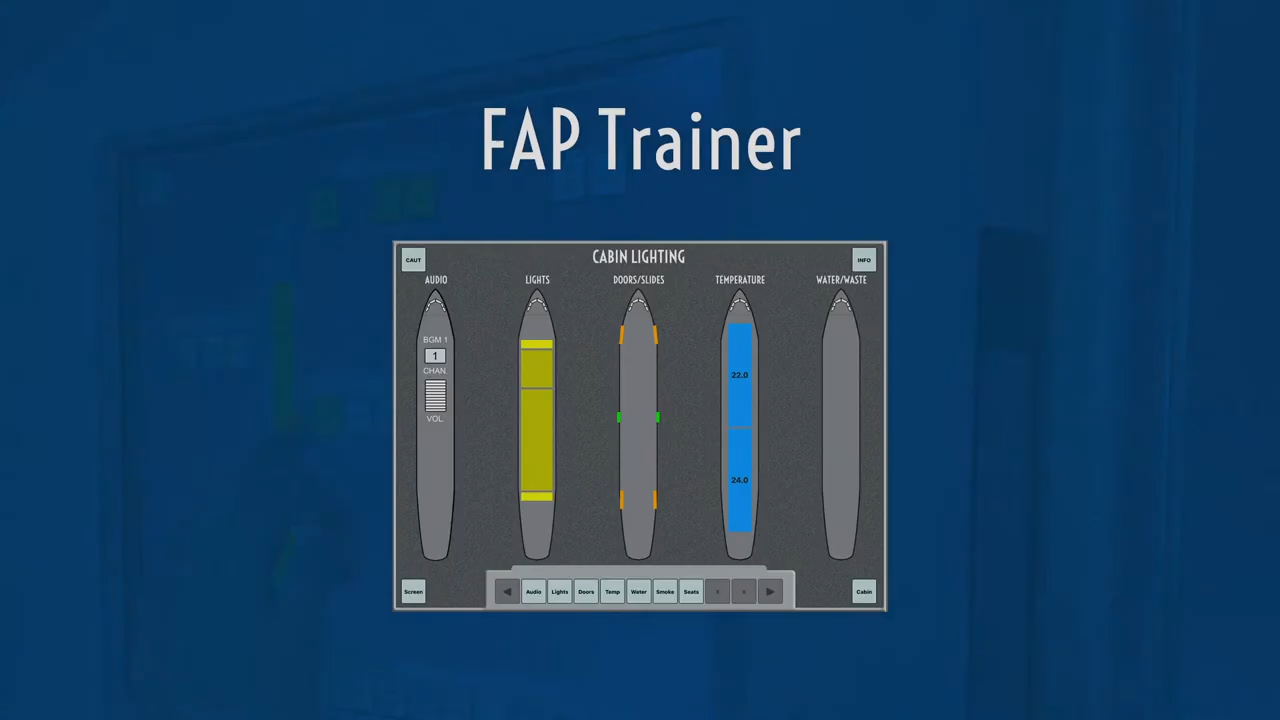 FAP Trainer
CAUT
CABIN LIGHTING
INFO
AUDIO
LIGHTS
DOORS/SLIDES
TEMPERATURE
WATER/WASTE
BGM 1
1
CHAN.
VOL.
22.0
24.0
Screen
Audio
Lights
Doors
Temp
Water
Smoke
Seats
Cabin